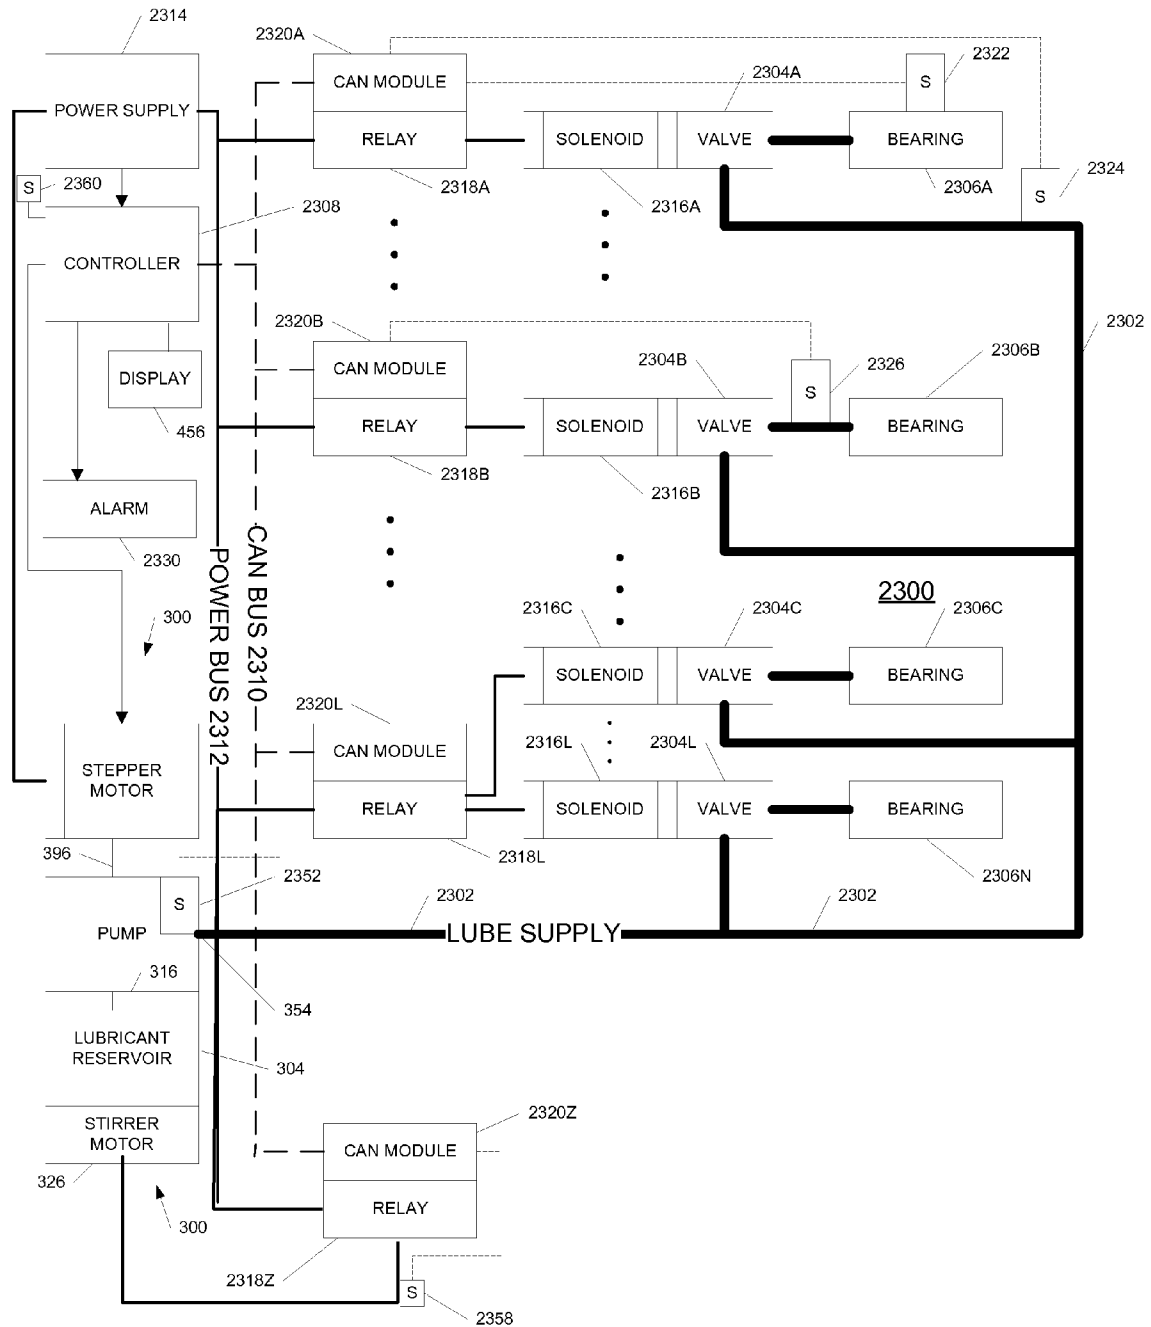 2314
2320A
2322
2304A
CAN MODULE
S
POWER SUPPLY
RELAY
SOLENOID
VALVE
BEARING
2324
S
2360
2318A
2306A
S
2316A
2308
CONTROLLER
2320B
2302
2304B
2306B
2326
CAN MODULE
S
DISPLAY
456
RELAY
SOLENOID
VALVE
BEARING
2318B
2316B
ALARM
2330
CAN BUS 2310
POWER BUS 2312
2300
300
2316C
2304C
2306C
SOLENOID
VALVE
BEARING
2320L
2316L
2304L
CAN MODULE
STEPPER
MOTOR
RELAY
SOLENOID
VALVE
BEARING
396
2318L
2352
2306N
S
2302
2302
PUMP
LUBE SUPPLY
316
354
LUBRICANT
RESERVOIR
304
STIRRER
MOTOR
2320Z
CAN MODULE
326
RELAY
300
2318Z
S
2358